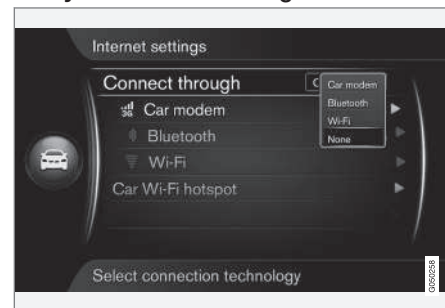 Internet settings
Connect through
Car modem
Bluetooth
Wi-Fi
None
3G Car modem
Bluetooth
Wi-Fi
Car Wi-Fi hotspot
Select connection technology
G050258